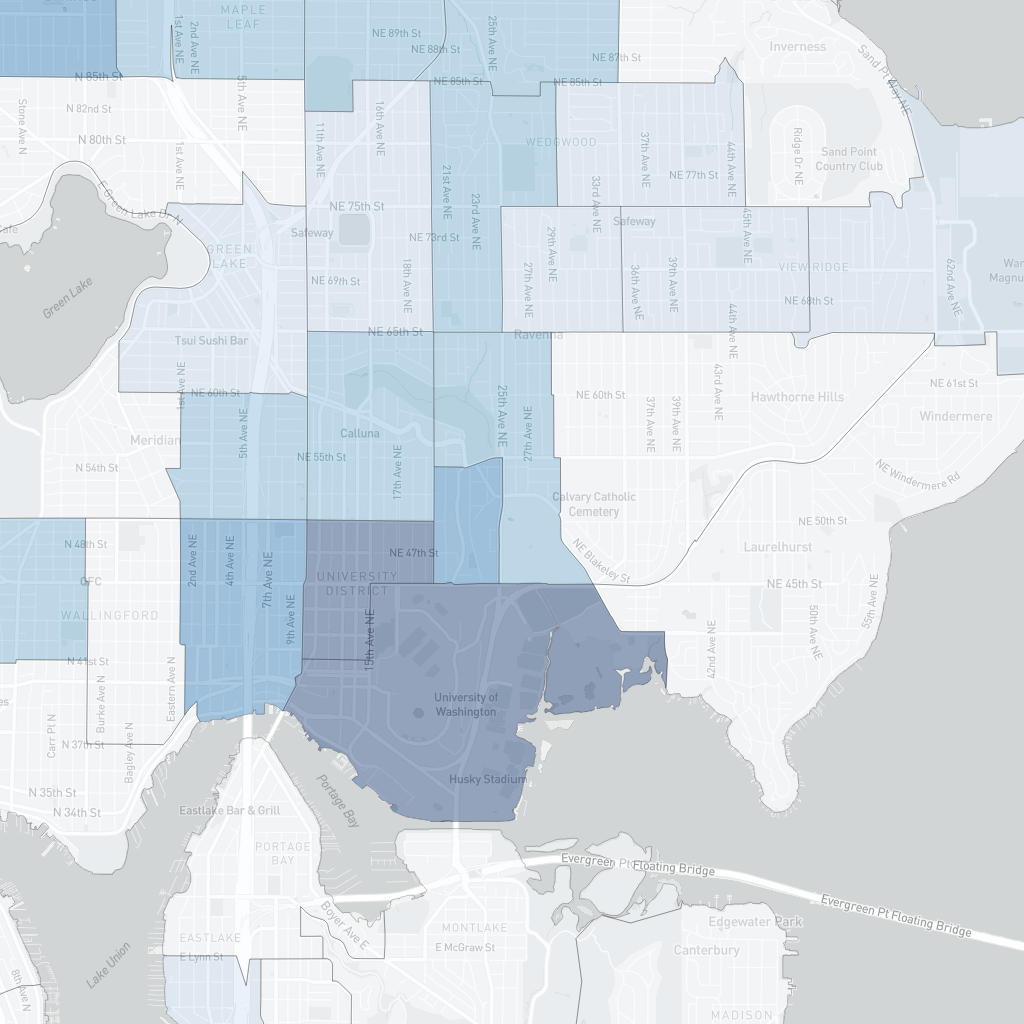 MAPLE
LEAF
1st Ave NE
2nd Ave NE
25th Ave NE
NE 89th St
NE 88th St
NE 87th St
Inverness
Sand Pt Way NE
N 85th St
NE 85th St
NE 85th St
5th Ave NE
Stone Ave N
N 82nd St
N 80th St
1st Ave NE
11th Ave NE
16th Ave NE
WEDGWOOD
37th Ave NE
44th Ave NE
Ridge Dr NE
Sand Point
Country Club
21st Ave NE
23rd Ave NE
33rd Ave NE
NE 77th St
E Green Lake Dr N
NE 75th St
Safeway
Safeway
45th Ave NE
NE 73rd St
29th Ave NE
GREEN
LAKE
Green Lake
NE 69th St
18th Ave NE
27th Ave NE
36th Ave NE
39th Ave NE
VIEW RIDGE
62nd Ave NE
NE 68th St
44th Ave NE
NE 65th St
Ravenna
Tsui Sushi Bar
1st Ave NE
NE 60th St
NE 60th St
43rd Ave NE
Hawthorne Hills
NE 61st St
Windermere
5th Ave NE
25th Ave NE
27th Ave NE
37th Ave NE
39th Ave NE
Meridian
Calluna
N 54th St
NE 55th St
17th Ave NE
NE Windermere Rd
Calvary Catholic
Cemetery
NE 50th St
N 48th St
2nd Ave NE
4th Ave NE
7th Ave NE
NE 47th St
NE Blakeley St
Laurelhurst
CFC
UNIVERSITY
DISTRICT
NE 45th St
WALLINGFORD
9th Ave NE
15th Ave NE
50th Ave NE
55th Ave NE
42nd Ave NE
N 41st St
Eastern Ave N
Burke Ave N
University of
Washington
Carr Pl N
Bagley Ave N
N 37th St
Husky Stadium
Portage Bay
N 35th St
N 34th St
Eastlake Bar & Grill
PORTAGE
BAY
Evergreen Pt Floating Bridge
Evergreen Pt Floating Bridge
Boyer Ave E
MONTLAKE
Edgewater Park
EASTLAKE
E McGraw St
Canterbury
E Lynn St
Lake Union
8th Ave N
MADISON